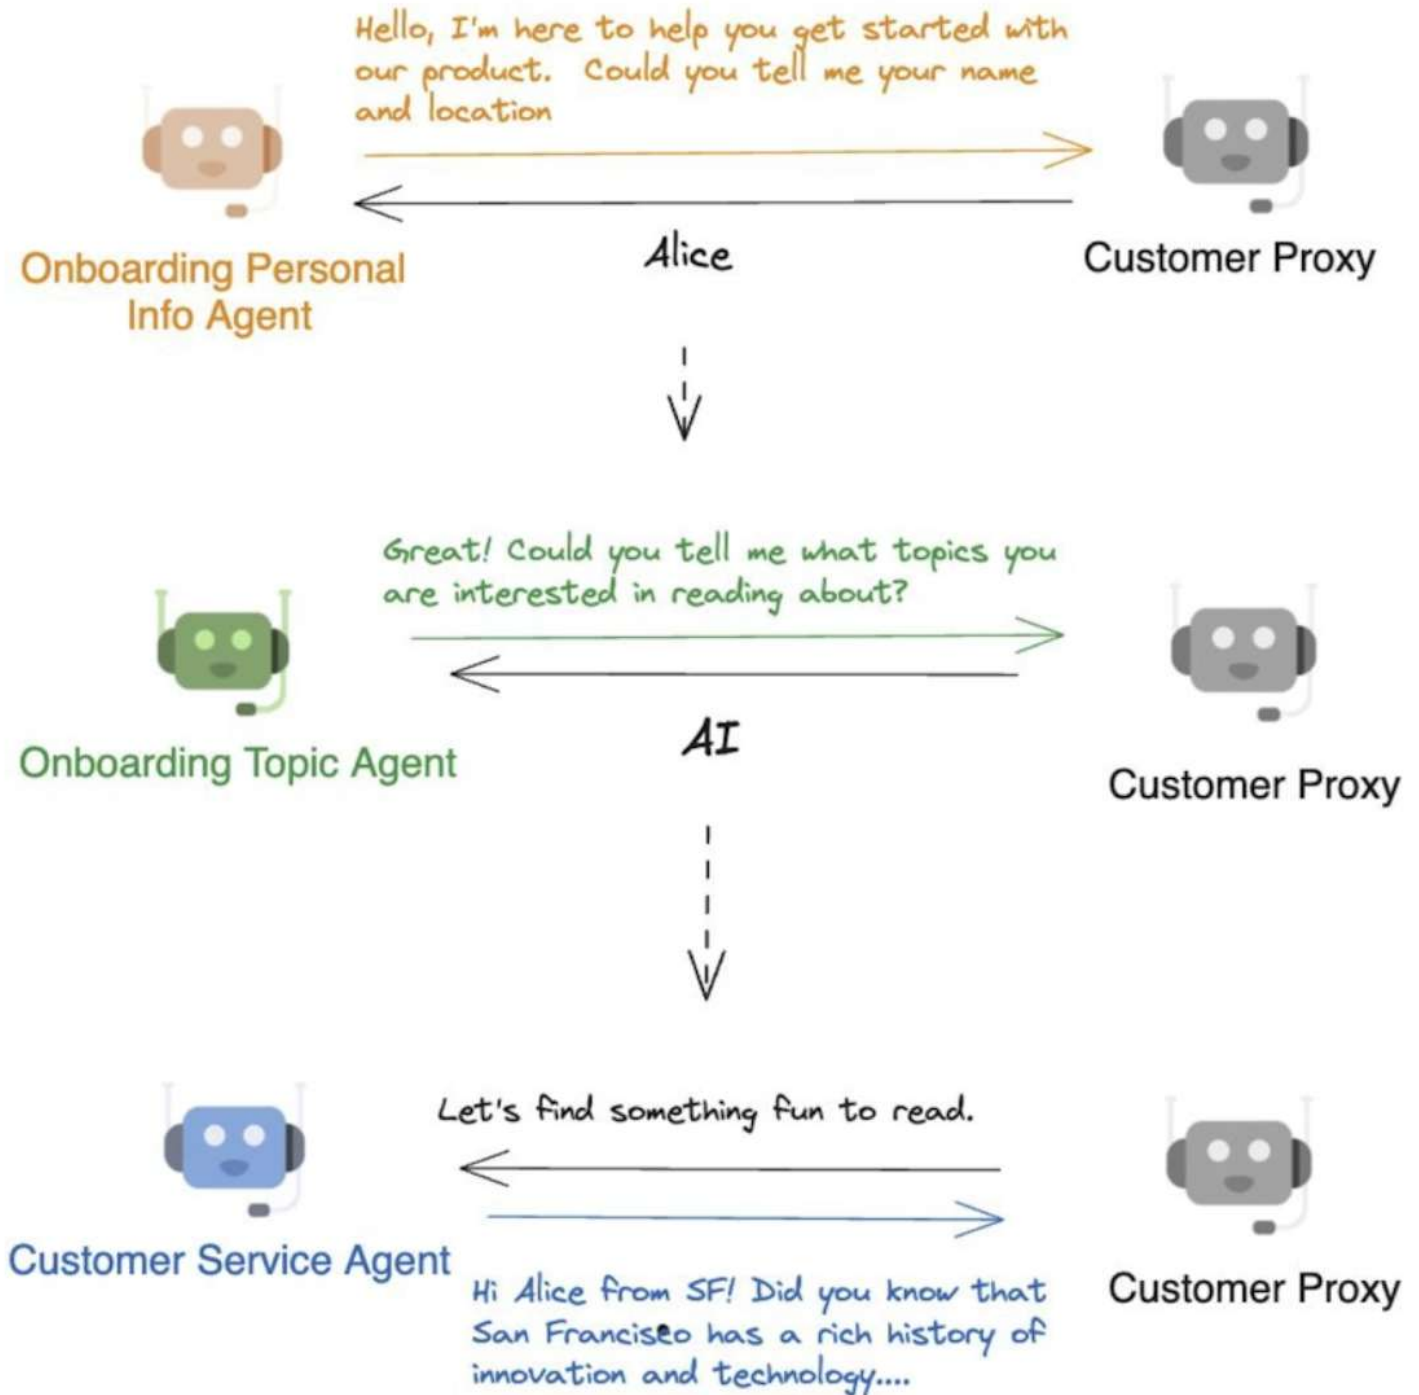 Hello, I'm here to help you get started with
our product. Could you tell me your name
and location
Onboarding Personal
Info Agent
Alice
Customer Proxy
Great! Could you tell me what topics you
are interested in reading about?
Onboarding Topic Agent
AI
Customer Proxy
Let's find something fun to read.
Customer Service Agent
Hi Alice from SF! Did you know that
San Francisco has a rich history of
innovation and technology....
Customer Proxy